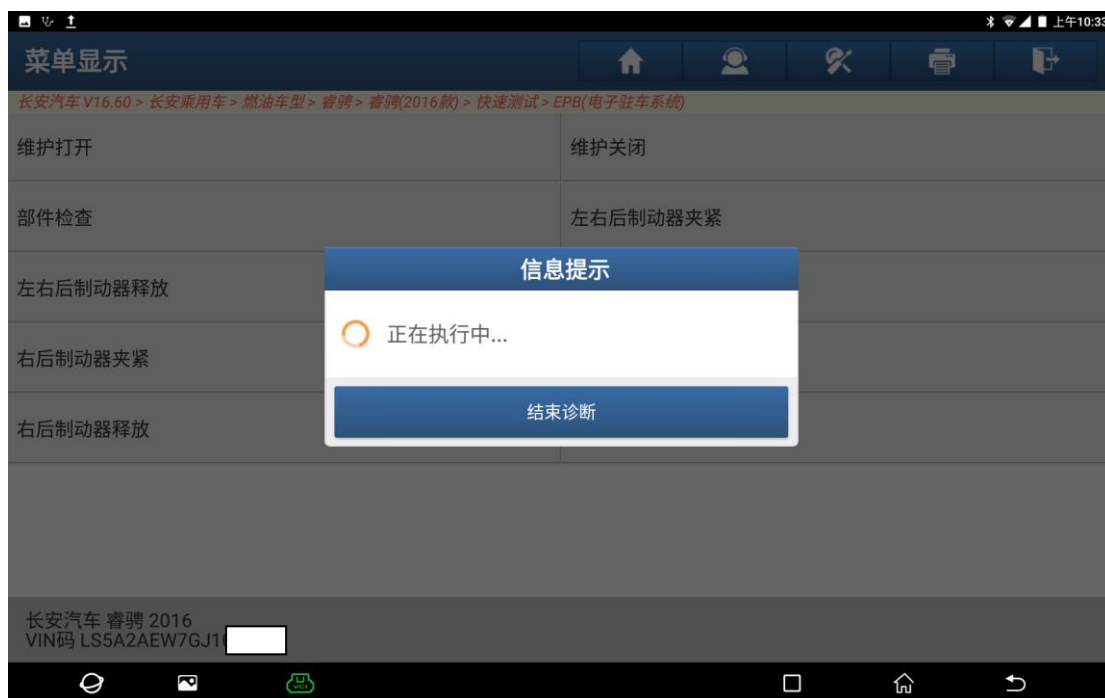 上午10:33
菜单显示
长安汽车 V16.60 > 长安乘用车 > 燃油车型 > 睿骋 > 睿骋(2016款) > 快速测试 > EPB(电子驻车系统)
维护打开
维护关闭
部件检查
左右后制动器夹紧
左右后制动器释放
右后制动器夹紧
右后制动器释放
信息提示
正在执行中...
结束诊断
长安汽车 睿骋 2016
VIN码 LS5A2AEW7GJ1
VCI